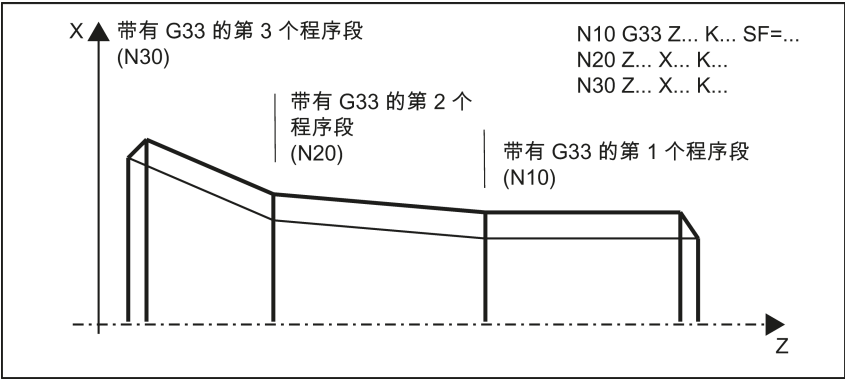 X
带有 G33 的第 3 个程序段
(N30)
N10 G33 Z... K... SF=...
N20 Z... X... K...
N30 Z... X... K...
带有 G33 的第 2 个
程序段
(N20)
带有 G33 的第 1 个程序段
(N10)
Z